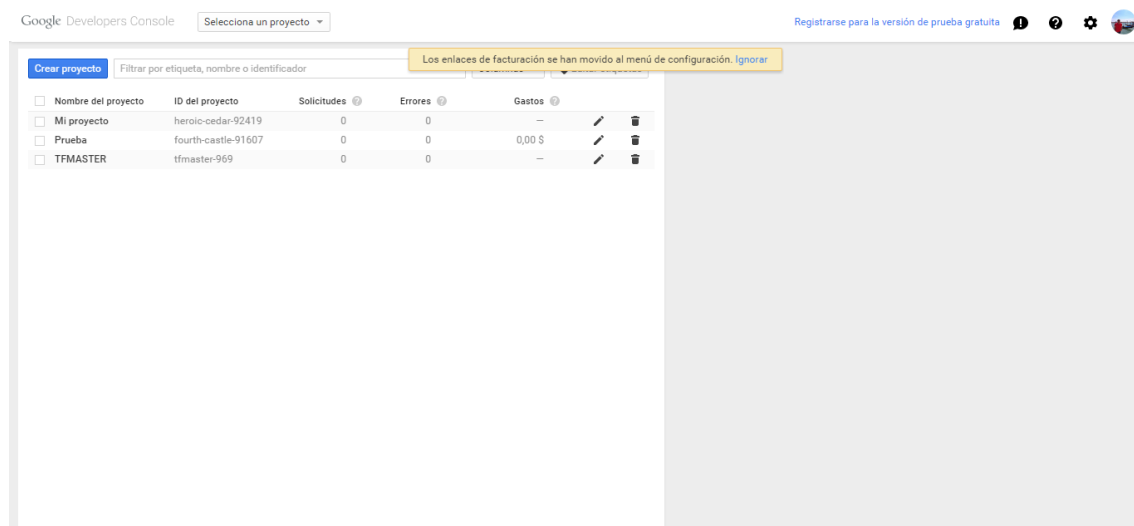 Google Developers Console Selecciona un proyecto Registrarse para la versión de prueba gratuita
Los enlaces de facturación se han movido al menú de configuración. Ignorar
Crear proyecto Filtrar por etiqueta, nombre o identificador
Nombre del proyecto ID del proyecto Solicitudes Errores Gastos
Mi proyecto heroic-cedar-92419 0 0 —
Prueba fourth-castle-91607 0 0 0,00 $
TFMASTER tfmaster-969 0 0 —